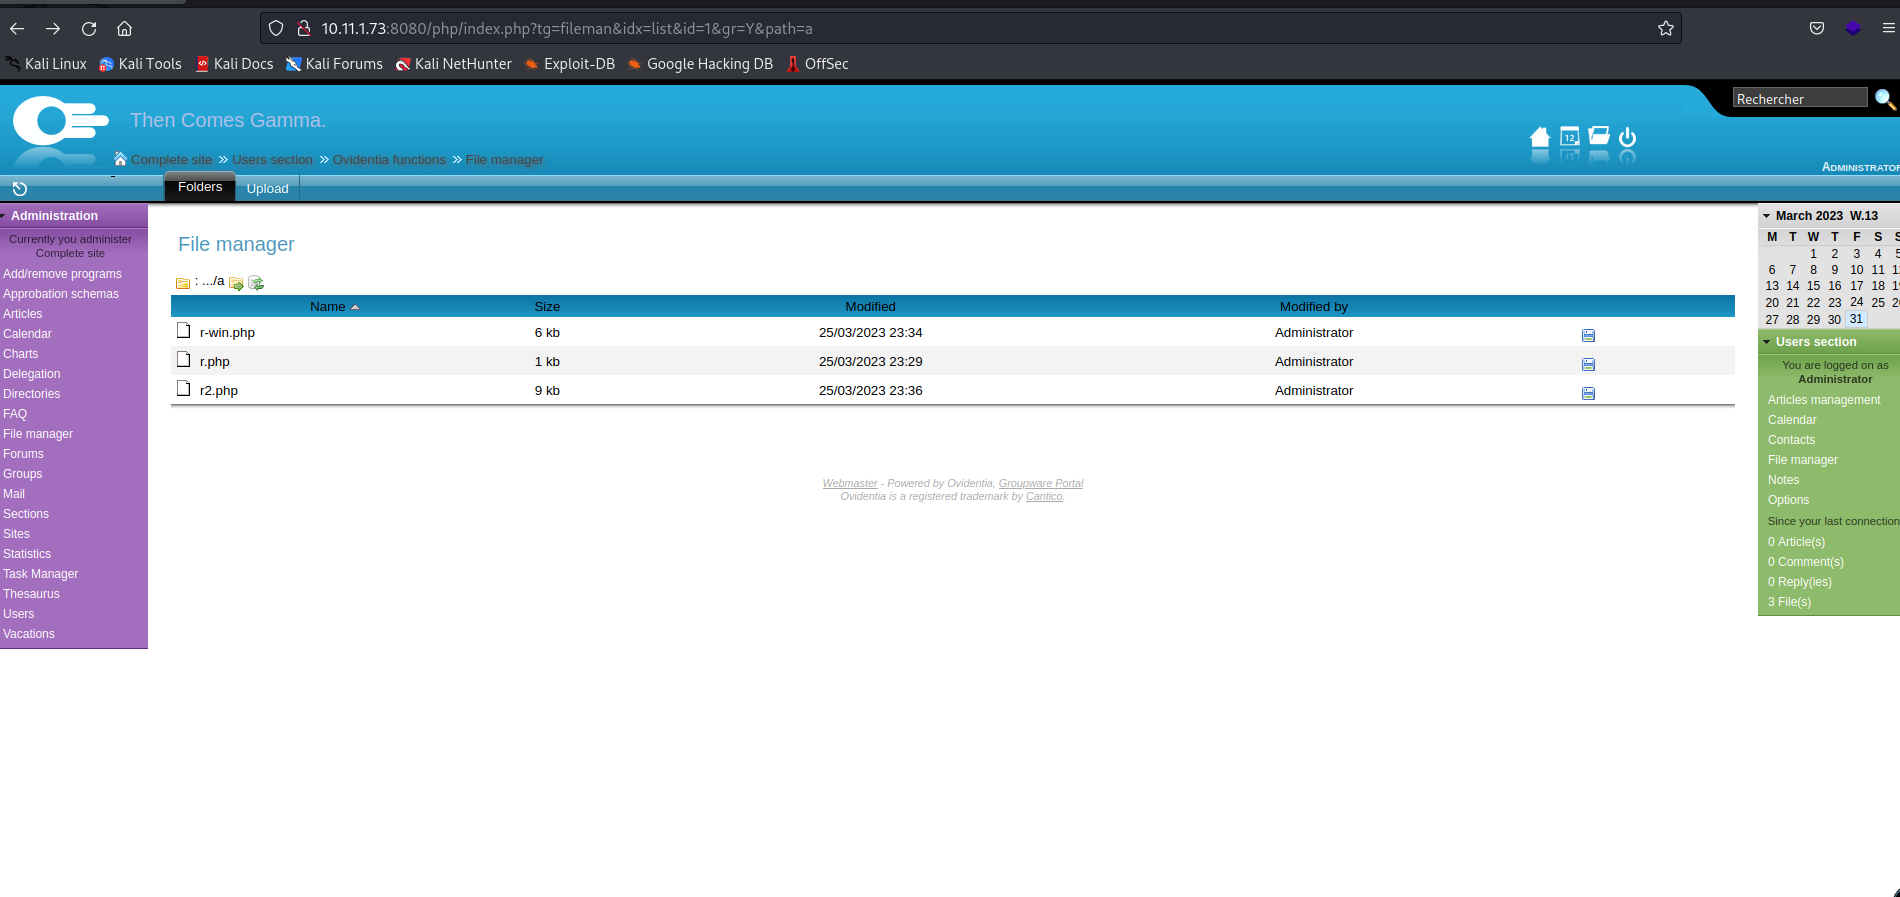 10.11.1.73:8080/php/index.php?tg=fileman&idx=list&id=1&gr=Y&path=a
Kali Linux Kali Tools Kali Docs Kali Forums Kali NetHunter Exploit-DB Google Hacking DB OffSec
Rechercher
Then Comes Gamma.
12
Complete site » Users section » Ovidentia functions » File manager
ADMINISTRATOR
Folders Upload
Administration
Currently you administer
Complete site
Add/remove programs
Approbation schemas
Articles
Calendar
Charts
Delegation
Directories
FAQ
File manager
Forums
Groups
Mail
Sections
Sites
Statistics
Task Manager
Thesaurus
Users
Vacations
File manager
: .../a
Name Size Modified Modified by
r-win.php 6 kb 25/03/2023 23:34 Administrator
r.php 1 kb 25/03/2023 23:29 Administrator
r2.php 9 kb 25/03/2023 23:36 Administrator
Webmaster - Powered by Ovidentia, Groupware Portal
Ovidentia is a registered trademark by Cantico.
March 2023 W.13
M T W T F S S
1 2 3 4 5
6 7 8 9 10 11
13 14 15 16 17 18
20 21 22 23 24 25
27 28 29 30 31
Users section
You are logged on as
Administrator
Articles management
Calendar
Contacts
File manager
Notes
Options
Since your last connection
0 Article(s)
0 Comment(s)
0 Reply(ies)
3 File(s)